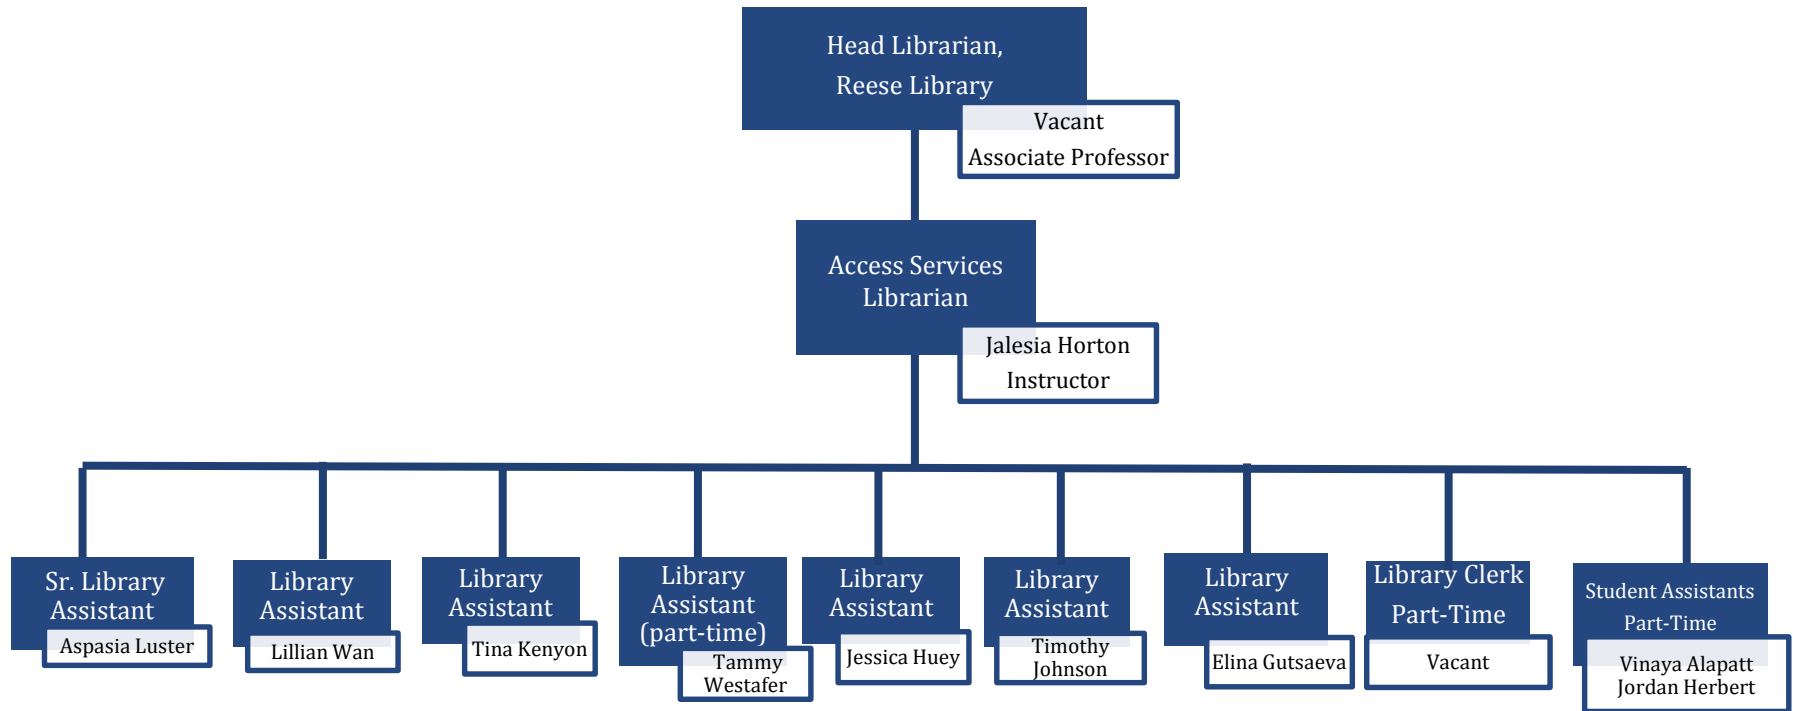 Head Librarian,
Reese Library
Vacant
Associate Professor
Access Services
Librarian
Jalesia Horton
Instructor
Sr. Library
Assistant
Aspasia Luster
Library
Assistant
Lillian Wan
Library
Assistant
Tina Kenyon
Library
Assistant
(part-time)
Tammy
Westafer
Library
Assistant
Jessica Huey
Library
Assistant
Timothy
Johnson
Library
Assistant
Elina Gutsaeva
Library Clerk
Part-Time
Vacant
Student Assistants
Part-Time
Vinaya Alapatt
Jordan Herbert